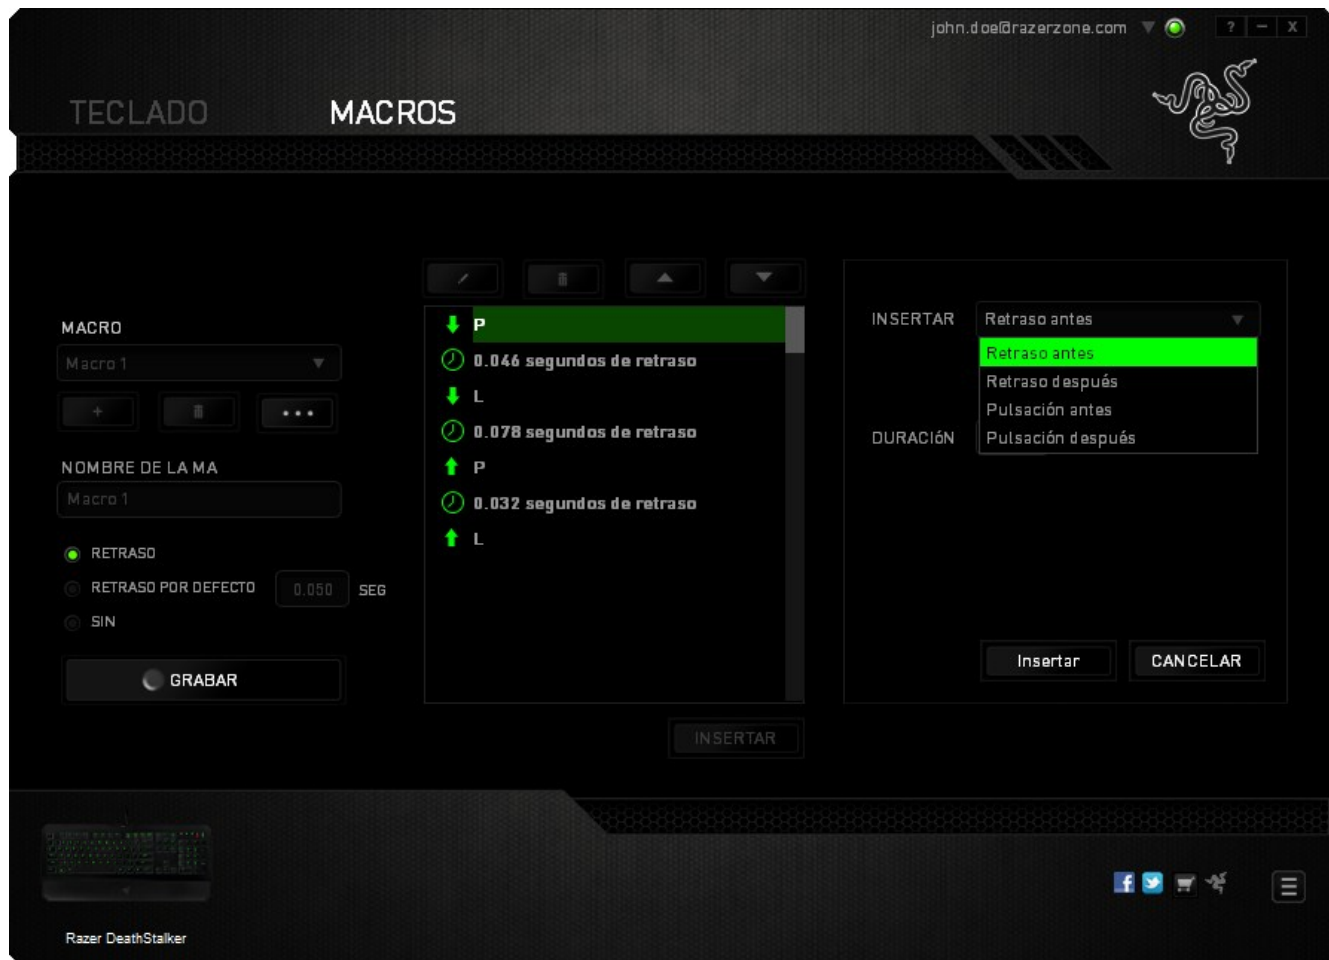 john.doe@razerzone.com
? - X
TECLADO MACROS
MACRO
Macro 1
NOMBRE DE LA MA
Macro 1
RETRASO
RETRASO POR DEFECTO 0.050 SEG
SIN
GRABAR
P
0.046 segundos de retraso
L
0.078 segundos de retraso
P
0.032 segundos de retraso
L
INSERTAR
INSERTAR Retraso antes
Retraso antes
Retraso después
Pulsación antes
Pulsación después
DURACIóN
Insertar CANCELAR
Razer DeathStalker